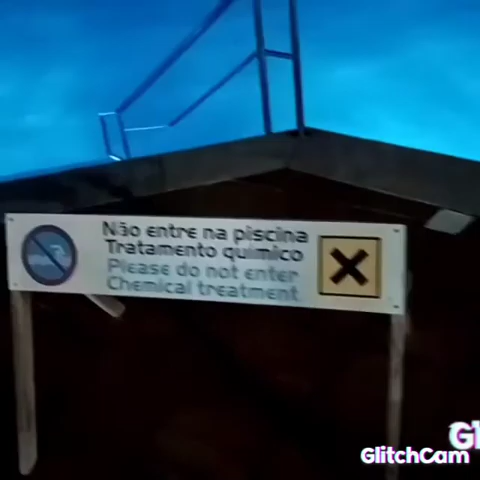 Não entre na piscina
Tratamento químico
Please do not enter
Chemical treatment
GlitchCam